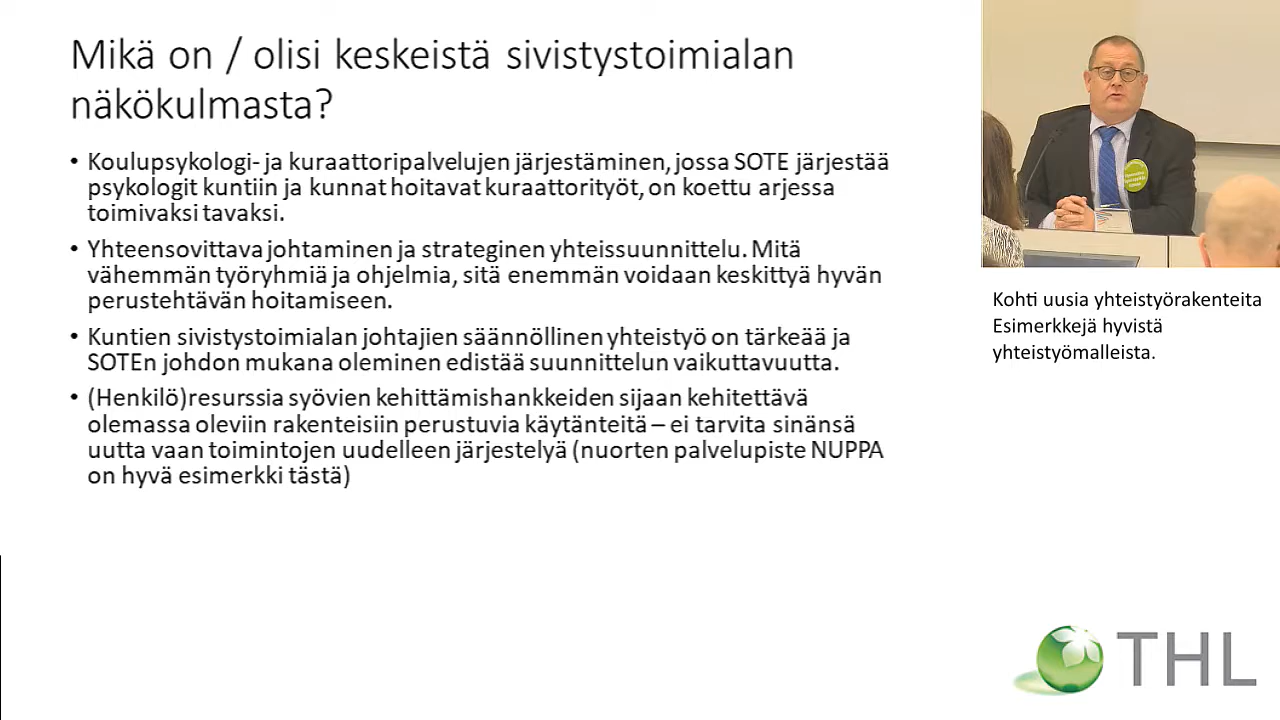 Mikä on / olisi keskeistä sivistystoimialan
näkökulmasta?
• Koulupsykologi- ja kuraattoripalvelujen järjestäminen, jossa SOTE järjestää
psykologit kuntiin ja kunnat hoitavat kuraattorityöt, on koettu arjessa
toimivaksi tavaksi.
• Yhteensovittava johtaminen ja strateginen yhteissuunnittelu. Mitä
vähemmän työryhmiä ja ohjelmia, sitä enemmän voidaan keskittyä hyvän
perustehtävän hoitamiseen.
• Kuntien sivistystoimialan johtajien säännöllinen yhteistyö on tärkeää ja
SOTEn johdon mukana oleminen edistää suunnittelun vaikuttavuutta.
• (Henkilö)resurssia syövien kehittämishankkeiden sijaan kehitettävä
olemassa oleviin rakenteisiin perustuvia käytänteitä – ei tarvita sinänsä
uutta vaan toimintojen uudelleen järjestelyä (nuorten palvelupiste NUPPA
on hyvä esimerkki tästä)
Kohti uusia yhteistyörakenteita
Esimerkkejä hyvistä
yhteistyömalleista.
THL